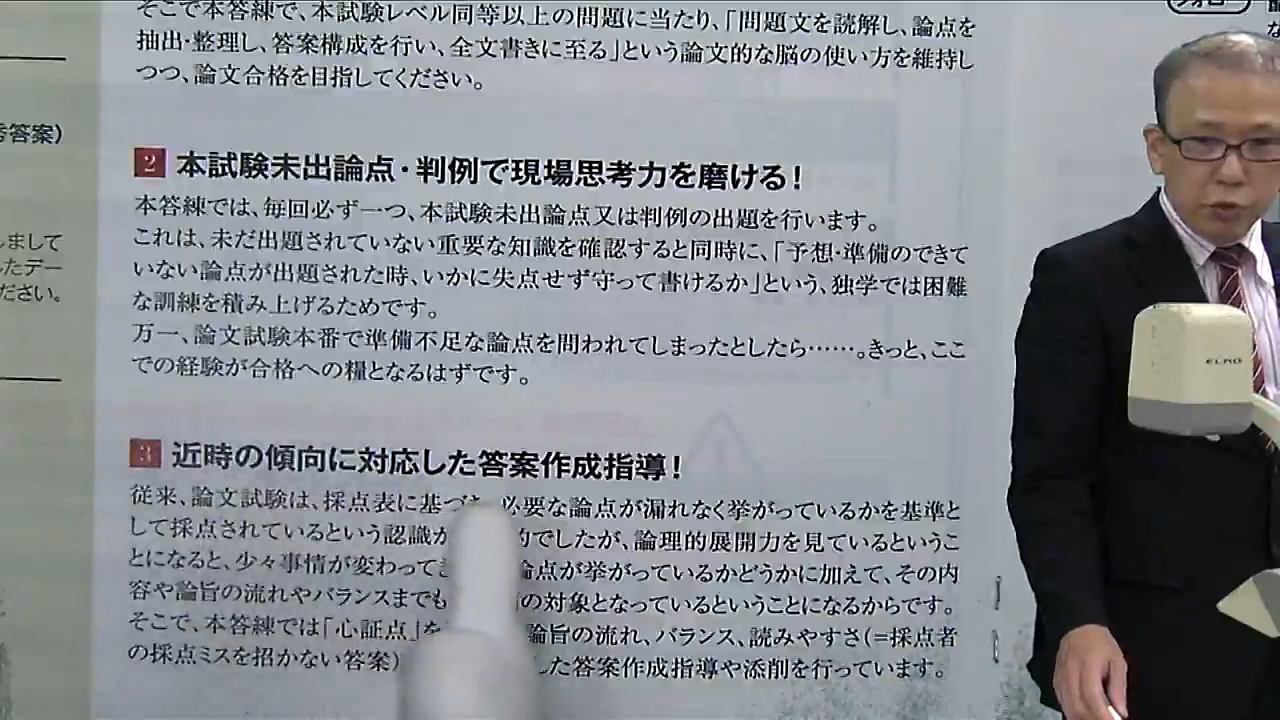 そこで本答練で、本試験レベル同等以上の問題に当たり、「問題文を読解し、論点を
抽出・整理し、答案構成を行い、全文書きに至る」という論文的な脳の使い方を維持し
つつ、論文合格を目指してください。
答案）
2 本試験未出論点・判例で現場思考力を磨ける！
本答練では、毎回必ず一つ、本試験未出論点又は判例の出題を行います。
これは、未だ出題されていない重要な知識を確認すると同時に、「予想・準備のできて
いない論点が出題された時、いかに失点せず守って書けるか」という、独学では困難
な訓練を積み上げるためです。
万一、論文試験本番で準備不足な論点を問われてしまったとしたら……。きっと、ここ
での経験が合格への糧となるはずです。
しまして
したデー
ださい。
3 近時の傾向に対応した答案作成指導！
従来、論文試験は、採点表に基づ 必要な論点が漏れなく挙がっているかを基準と
して採点されているという認識が 的でしたが、論理的展開力を見ているというこ
とになると、少々事情が変わって 論点が挙がっているかどうかに加えて、その内
容や論旨の流れやバランスまでも の対象となっているということになるからです。
そこで、本答練では「心証点」を 論旨の流れ、バランス、読みやすさ(=採点者
の採点ミスを招かない答案) した答案作成指導や添削を行っています。
ELMO